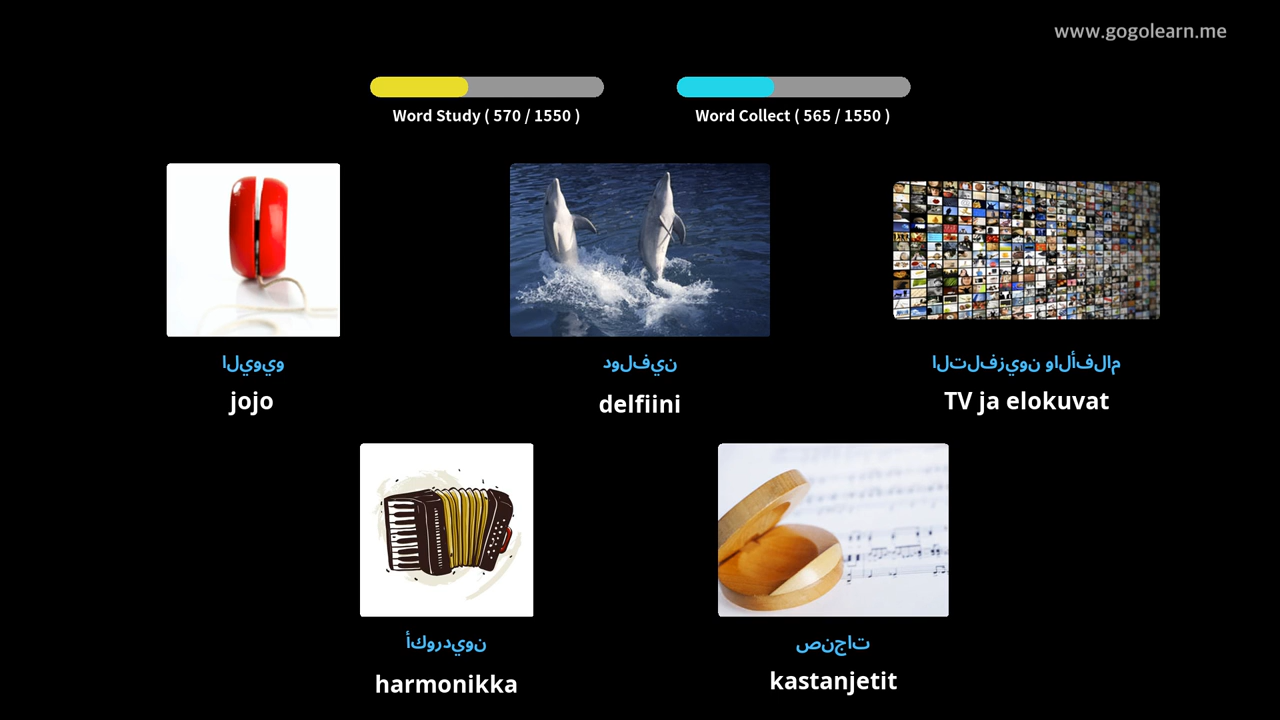 www.gogolearn.me
Word Study ( 570 / 1550 )
Word Collect ( 565 / 1550 )
اليويو
jojo
دولفين
delfiini
التلفزيون والأفلام
TV ja elokuvat
أكورديون
harmonikka
صنجات
kastanjetit